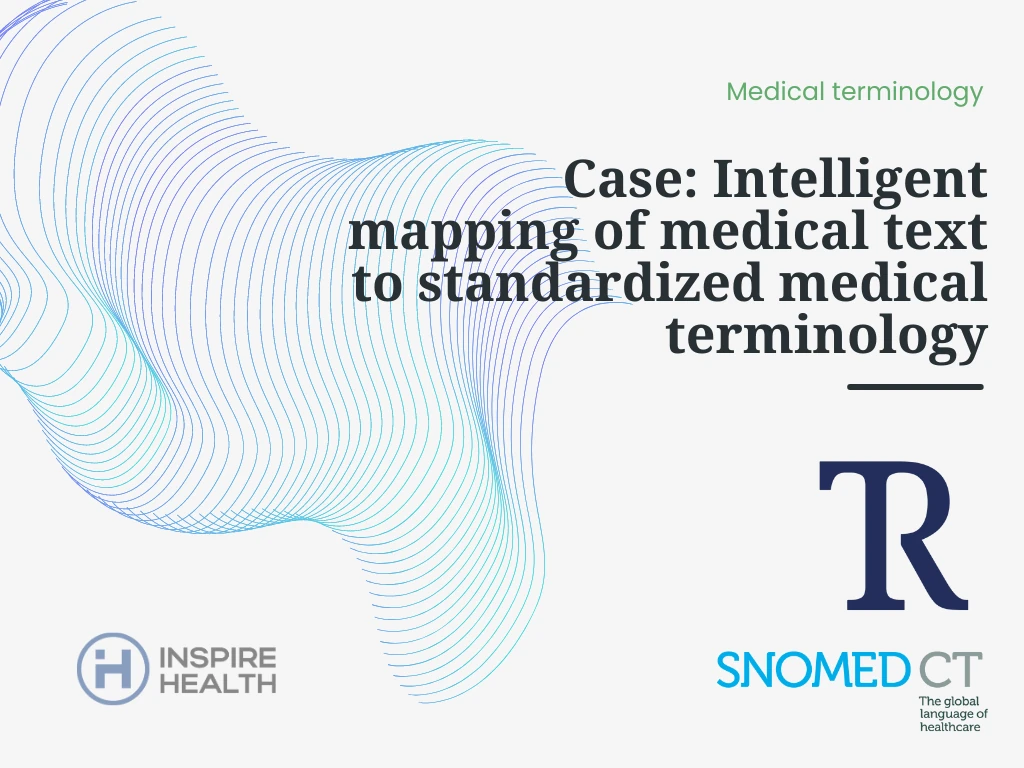 Medical terminology
Case: Intelligent
mapping of medical text
to standardized medical
terminology
R
INSPIRE
HEALTH
SNOMED CT
The global
language of
healthcare